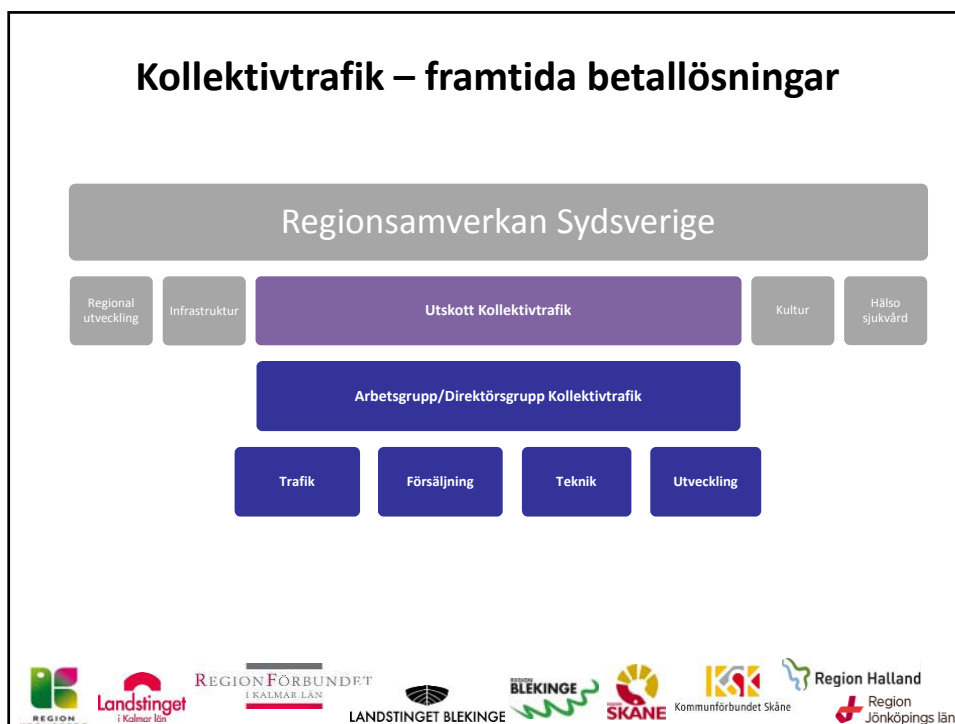 Kollektivtrafik – framtida betallösningar
Regionsamverkan Sydsverige
Regional
utveckling
Infrastruktur
Utskott Kollektivtrafik
Kultur
Hälso
sjukvård
Arbetsgrupp/Direktörsgrupp Kollektivtrafik
Trafik
Försäljning
Teknik
Utveckling
REGION
Landstinget
i Kalmar län
REGIONFÖRBUNDET
I KALMAR LÄN
LANDSTINGET BLEKINGE
REGION
BLEKINGE
SKÅNE
KSK
Kommunförbundet Skåne
Region Halland
Region
Jönköpings län